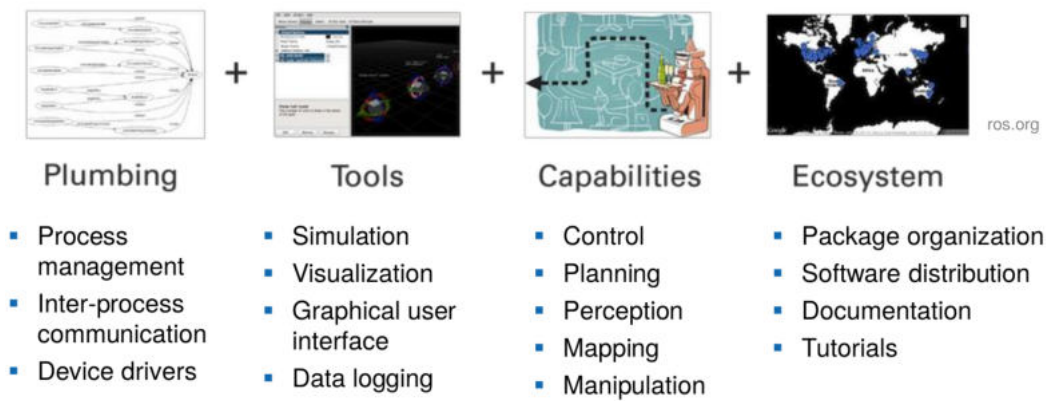 + + +
ros.org
Plumbing
Process
management
Inter-process
communication
Device drivers
Tools
Simulation
Visualization
Graphical user
interface
Data logging
Capabilities
Control
Planning
Perception
Mapping
Manipulation
Ecosystem
Package organization
Software distribution
Documentation
Tutorials